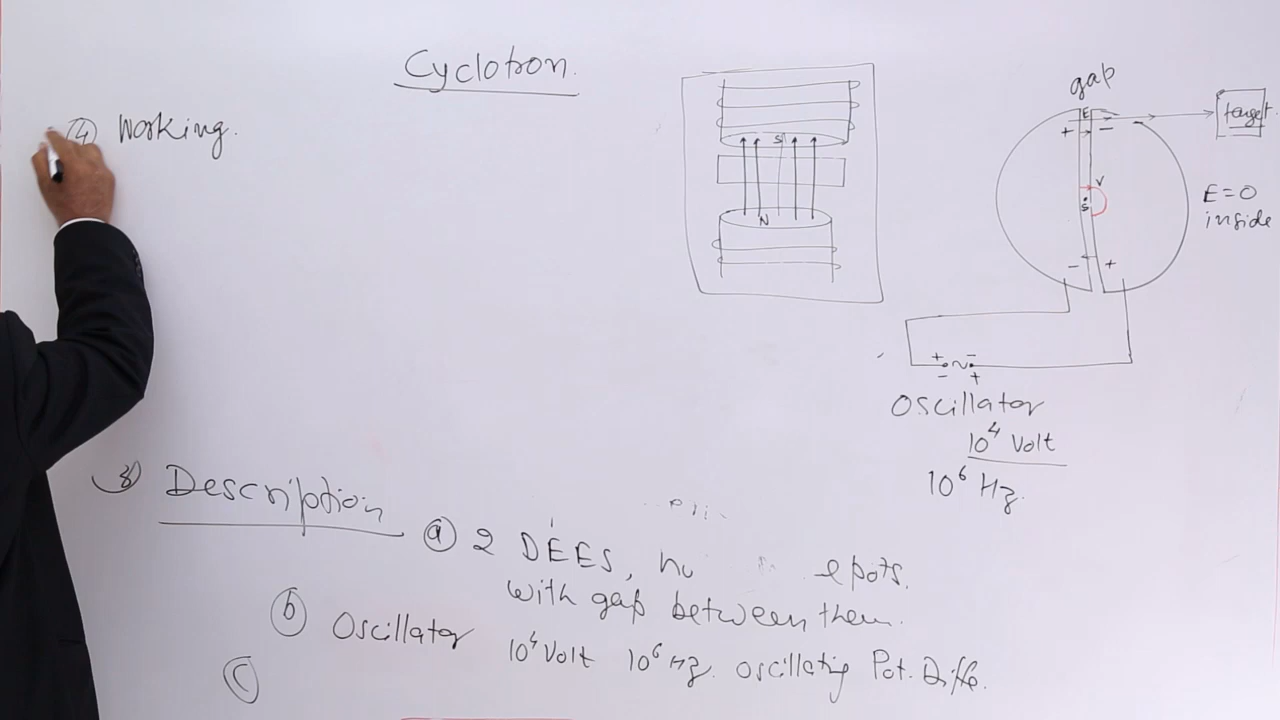 Cyclotron.
④ Working.
S
N
gap
E
+ → -
-
target
V
S
E=0
inside
- +
+ -
~
- +
Oscillator
10⁴ Volt
10⁶ Hz.
Description
ⓐ 2 DEES,
with gap between them.
ⓑ Oscillator 10⁴ Volt 10⁶ Hz. oscillating Pot. Diffe.
ⓒ